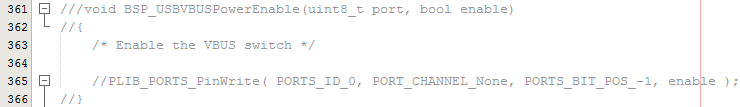 361 ///void BSP_USBVBUSPowerEnable(uint8_t port, bool enable)
362 //{
363 /* Enable the VBUS switch */
364
365 //PLIB_PORTS_PinWrite( PORTS_ID_0, PORT_CHANNEL_None, PORTS_BIT_POS_-1, enable );
366 //}